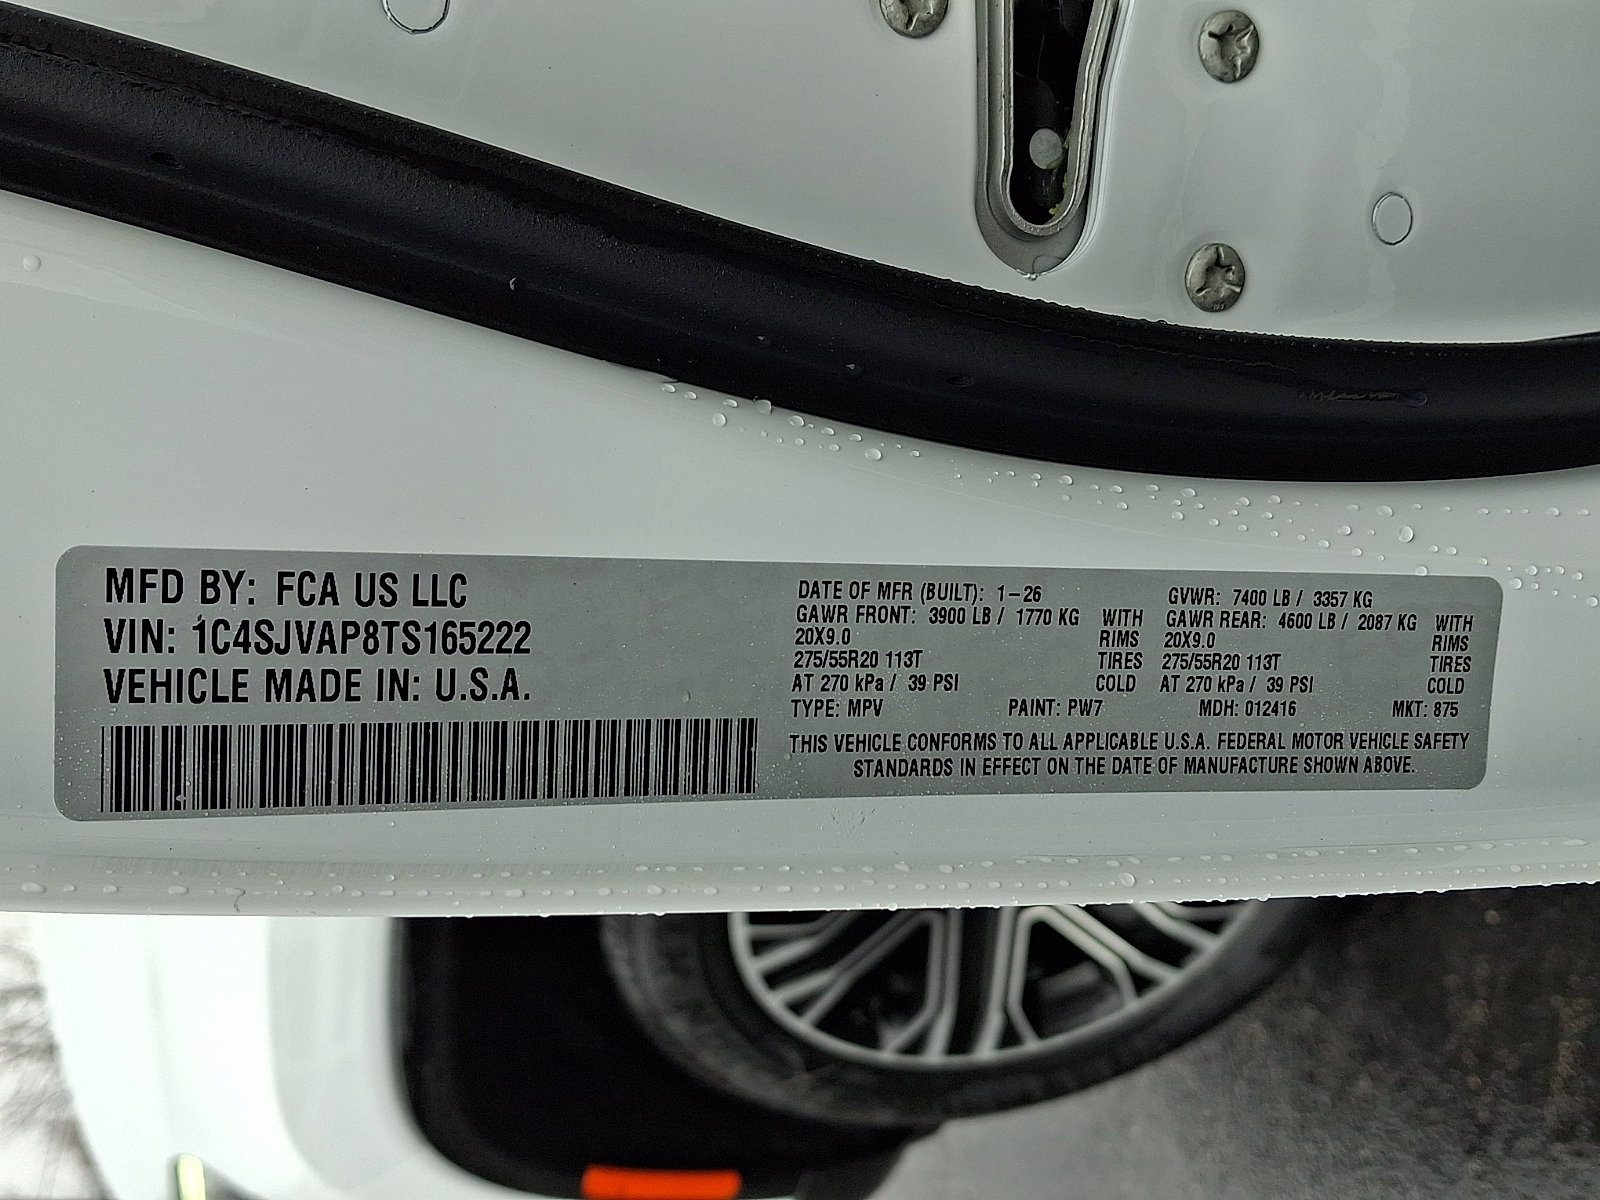 MFD BY: FCA US LLC
VIN: 1C4SJVAP8TS165222
VEHICLE MADE IN: U.S.A.
DATE OF MFR (BUILT): 1-26 GVWR: 7400 LB / 3357 KG
GAWR FRONT: 3900 LB / 1770 KG WITH GAWR REAR: 4600 LB / 2087 KG WITH
20X9.0 RIMS 20X9.0 RIMS
275/55R20 113T TIRES 275/55R20 113T TIRES
AT 270 kPa / 39 PSI COLD AT 270 kPa / 39 PSI COLD
TYPE: MPV PAINT: PW7 MDH: 012416 MKT: 875
THIS VEHICLE CONFORMS TO ALL APPLICABLE U.S.A. FEDERAL MOTOR VEHICLE SAFETY
STANDARDS IN EFFECT ON THE DATE OF MANUFACTURE SHOWN ABOVE.